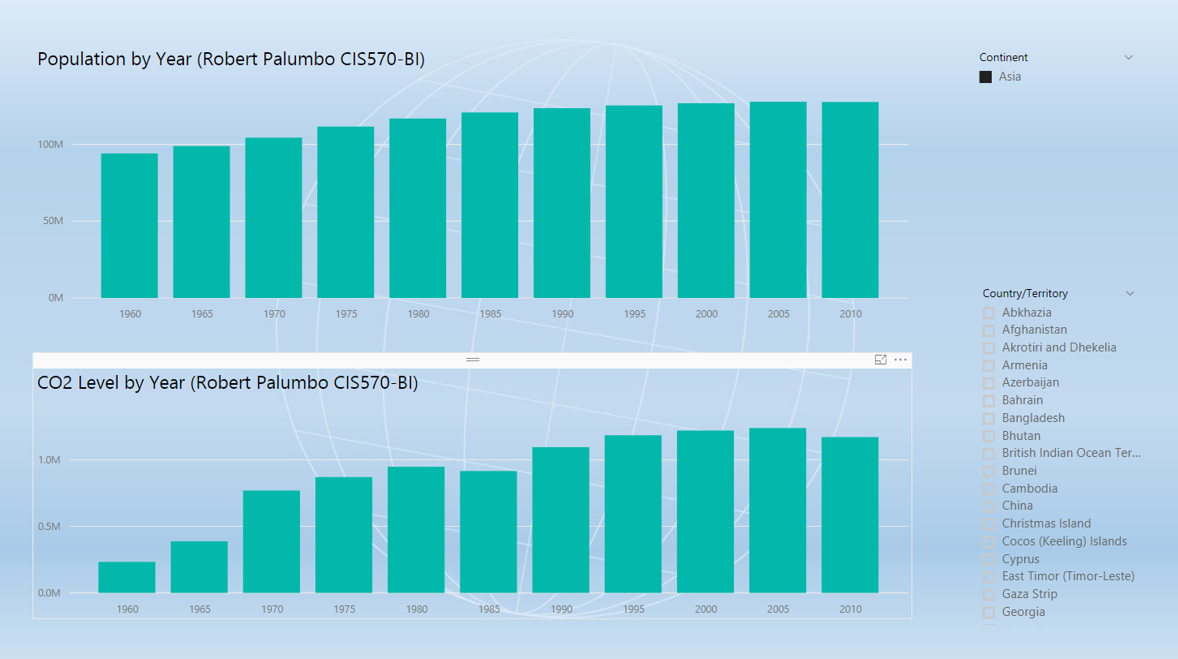 Population by Year (Robert Palumbo CIS570-BI)
100M
50M
0M
1960 1965 1970 1975 1980 1985 1990 1995 2000 2005 2010
CO2 Level by Year (Robert Palumbo CIS570-BI)
1.0M
0.5M
0.0M
1960 1965 1970 1975 1980 1985 1990 1995 2000 2005 2010
Continent
Asia
Country/Territory
Abkhazia
Afghanistan
Akrotiri and Dhekelia
Armenia
Azerbaijan
Bahrain
Bangladesh
Bhutan
British Indian Ocean Ter...
Brunei
Cambodia
China
Christmas Island
Cocos (Keeling) Islands
Cyprus
East Timor (Timor-Leste)
Gaza Strip
Georgia